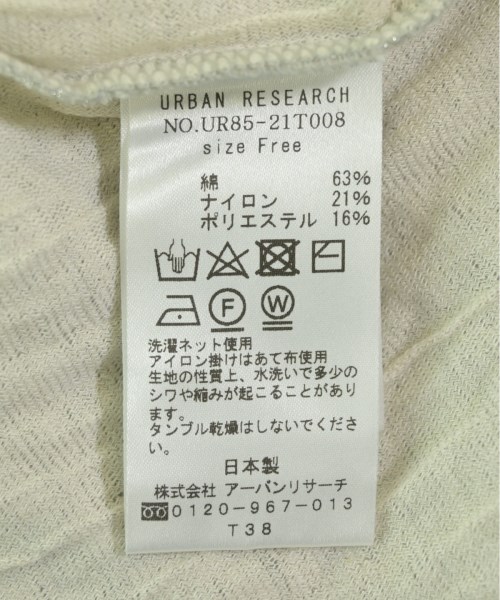 URBAN RESEARCH
NO.UR85-21T008
size Free
綿 63%
ナイロン 21%
ポリエステル 16%
F W
洗濯ネット使用
アイロン掛けはあて布使用
生地の性質上、水洗いで多少の
シワや縮みが起こることがあり
ます。
タンブル乾燥はしないでくださ
い。
日本製
株式会社 アーバンリサーチ
0120-967-013
T38